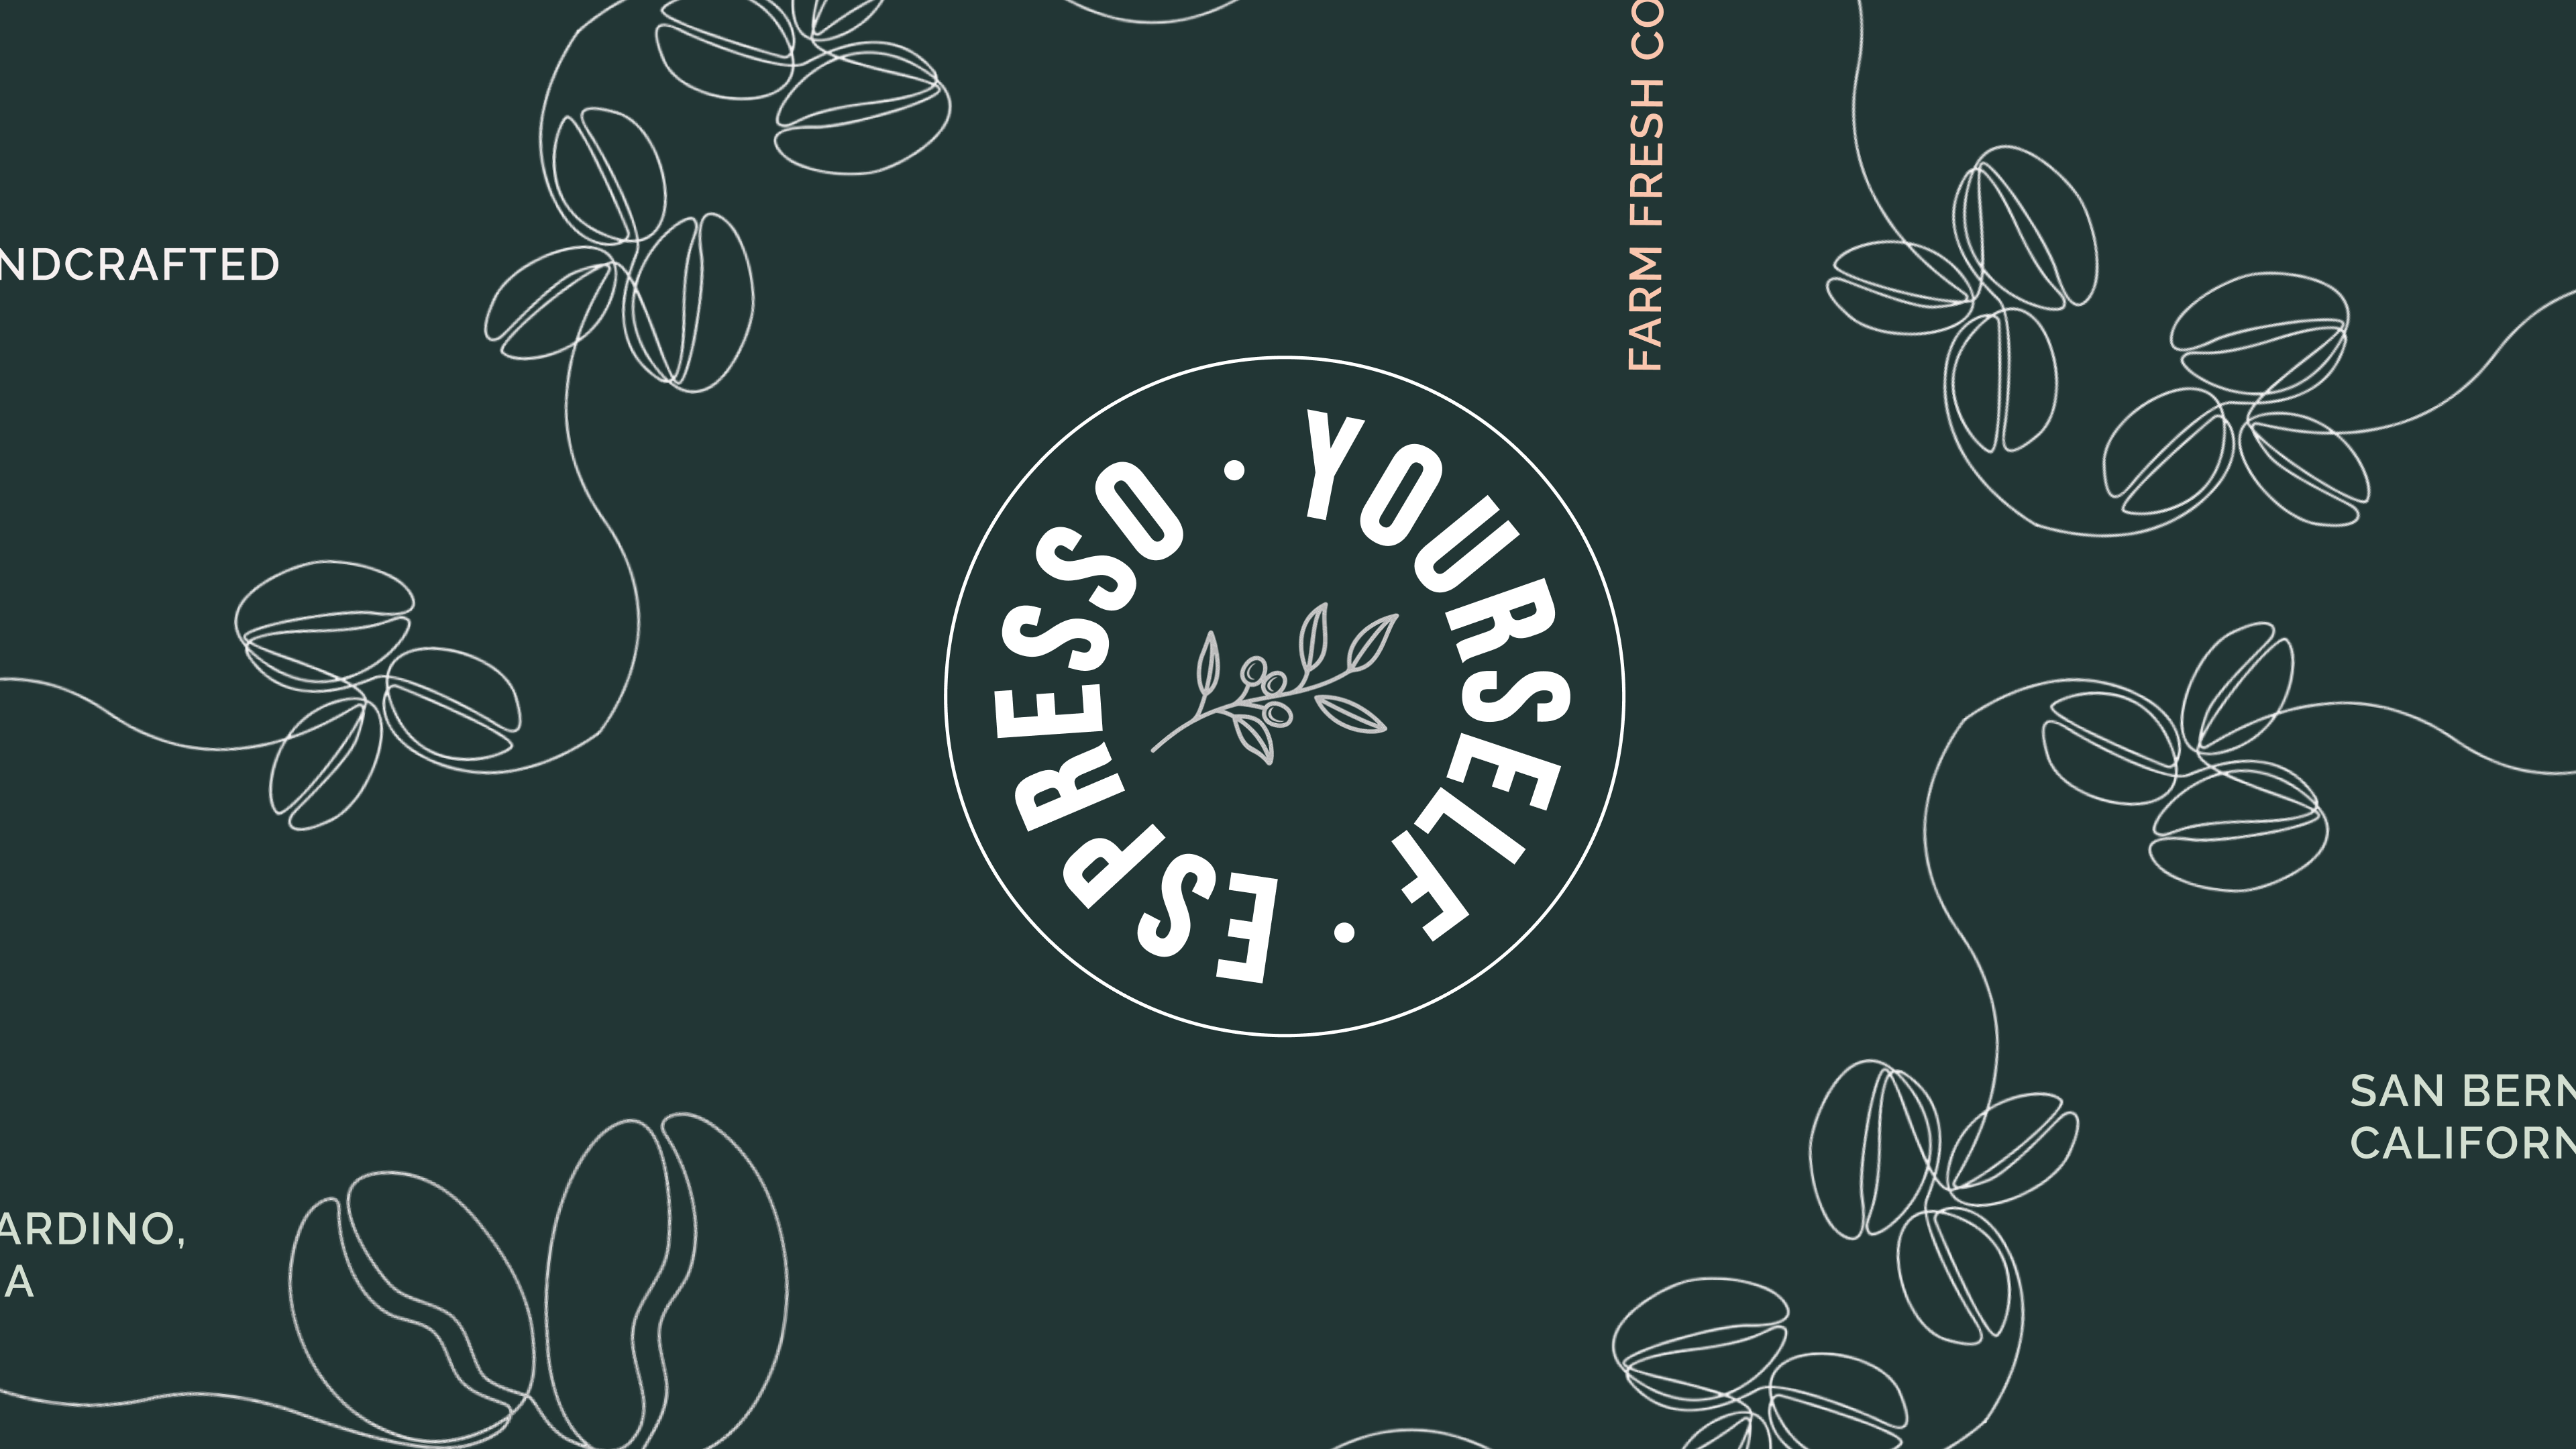 NDCRAFTED
FARM FRESH CO
ESPRESSO · YOURSELF ·
SAN BERN
CALIFORN
ARDINO,
A